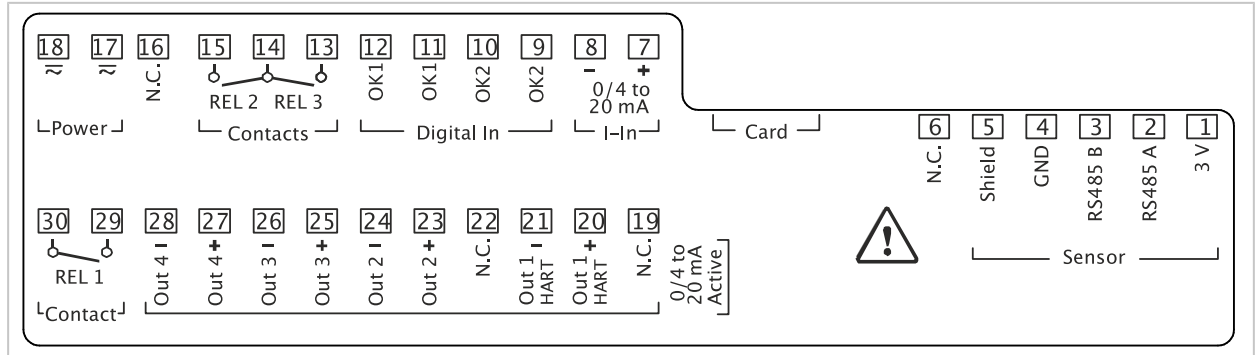 18 17 16 15 14 13 12 11 10 9 8 7
≂ ≂ N.C. OK1 OK1 OK2 OK2 − +
REL 2 REL 3
0/4 to
20 mA
Power Contacts Digital In I–In Card
6 5 4 3 2 1
N.C. Shield GND RS485 B RS485 A 3 V
Sensor
30 29 28 27 26 25 24 23 22 21 20 19
Out 4 − Out 4 + Out 3 − Out 3 + Out 2 − Out 2 + N.C. Out 1 − Out 1 + N.C.
HART HART
REL 1
Contact
0/4 to
20 mA
Active
!